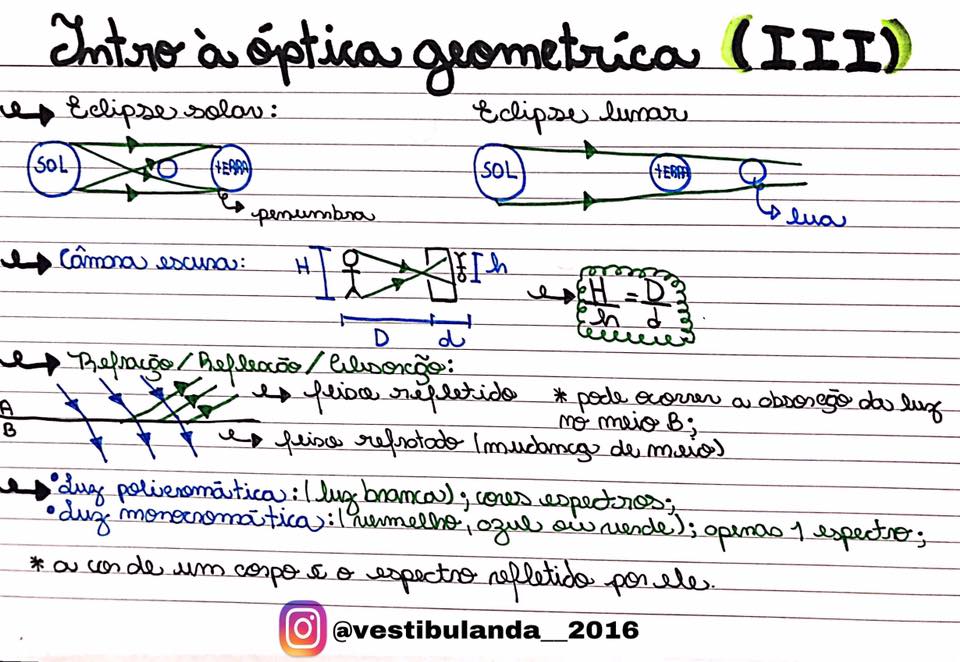 Intro à óptica geometrica (III)
Eclipse solar:
Eclipse lunar
SOL
TERRA
penumbra
SOL
TERRA
lua
Câmara escura:
H
h
D
d
H/h = D/d
Refração/Reflexão/Absorção:
feixe refletido
* pode ocorrer a absorção da luz
no meio B;
A
B
feixe refratado (mudança de meio)
• Luz policromática: (luz branca); cores espectros;
• Luz monocromática: (vermelho, azul ou verde); apenas 1 espectro;
* a cor de um corpo é o espectro refletido por ele.
@vestibulanda__2016